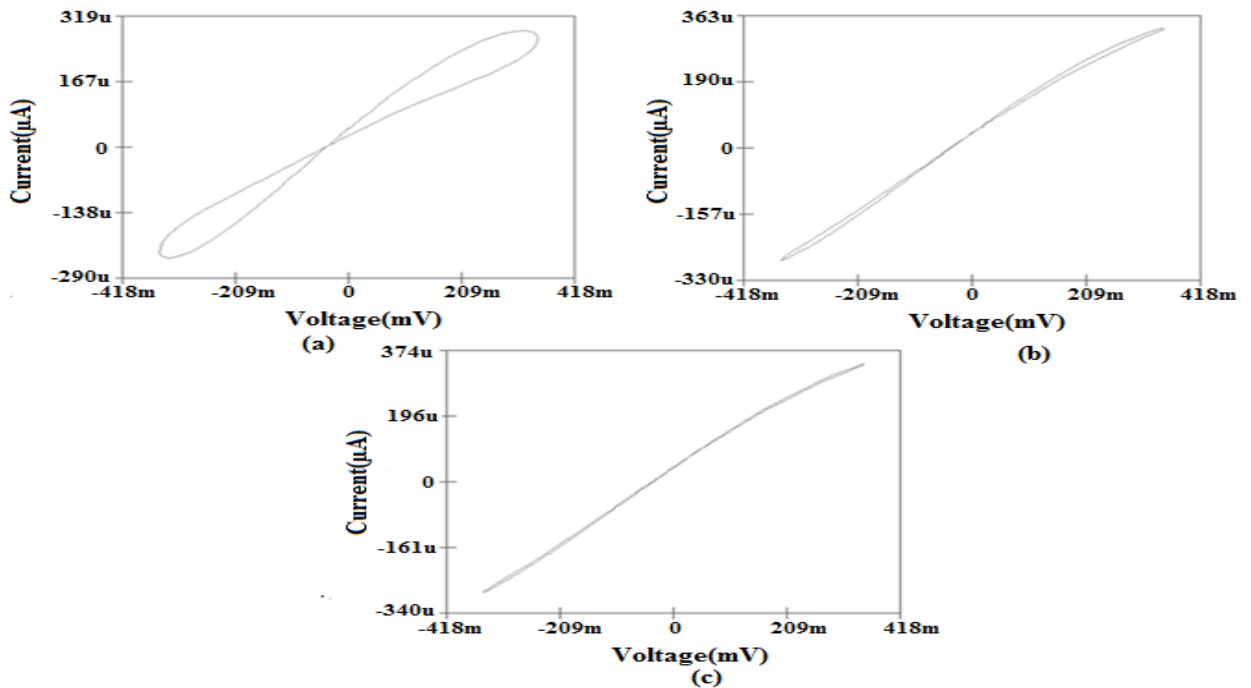 319u
167u
0
-138u
-290u
Current(μA)
-418m
-209m
0
209m
418m
Voltage(mV)
(a)
363u
190u
0
-157u
-330u
Current(μA)
-418m
-209m
0
209m
418m
Voltage(mV)
(b)
374u
196u
0
-161u
-340u
Current(μA)
-418m
-209m
0
209m
418m
Voltage(mV)
(c)